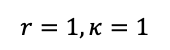 r = 1, κ = 1